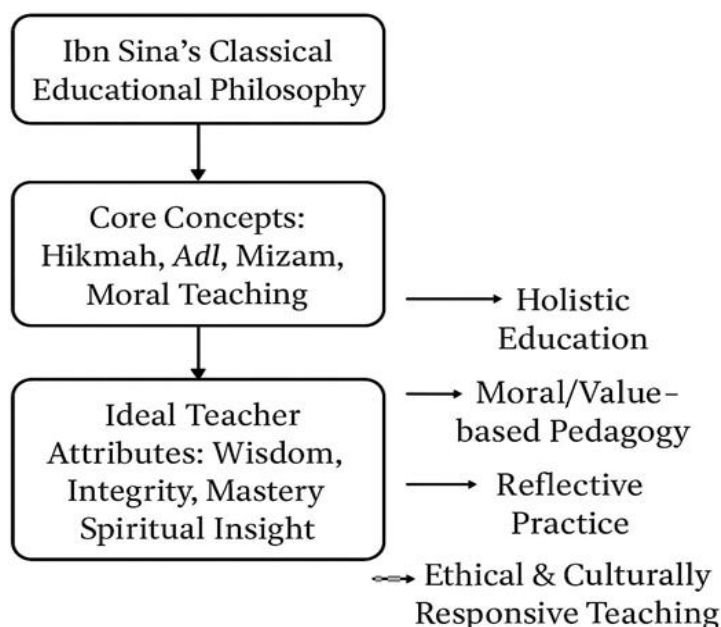 Ibn Sina’s Classical
Educational Philosophy
Core Concepts:
Hikmah, Adl, Mizam,
Moral Teaching
Holistic
Education
Ideal Teacher
Attributes: Wisdom,
Integrity, Mastery
Spiritual Insight
Moral/Value-
based Pedagogy
Reflective
Practice
Ethical & Culturally
Responsive Teaching